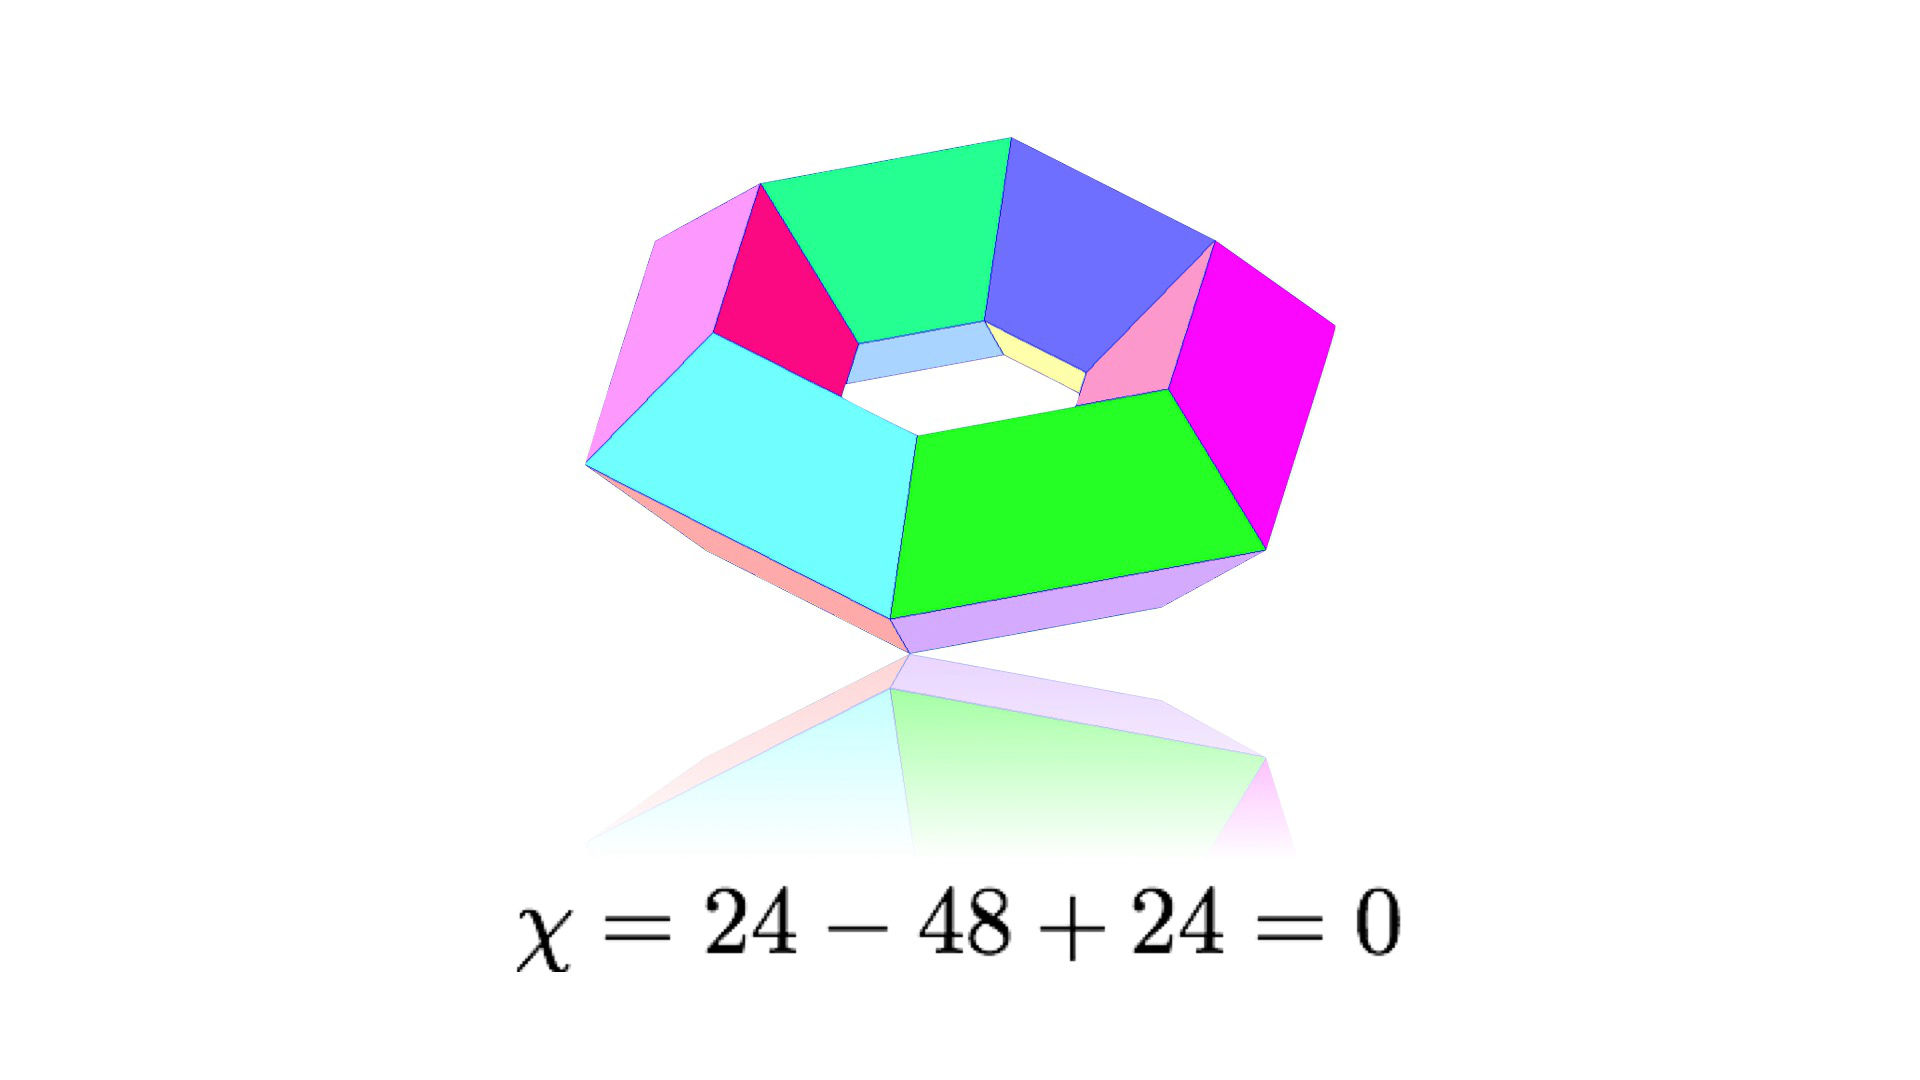 χ = 24 − 48 + 24 = 0